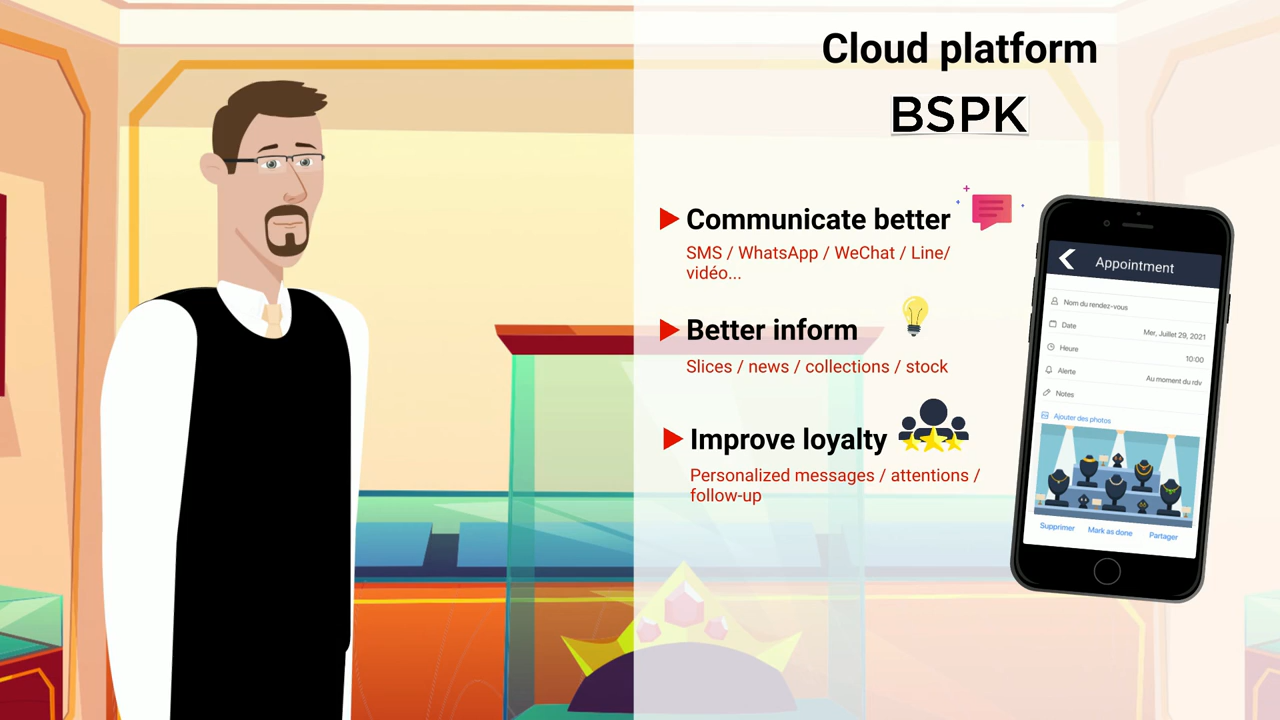 Cloud platform
BSPK
Communicate better
SMS / WhatsApp / WeChat / Line/
vidéo...
Better inform
Slices / news / collections / stock
Improve loyalty
Personalized messages / attentions /
follow-up
Appointment
Nom du rendez-vous
Date
Mer, Juillet 29, 2021
Heure
10:00
Alerte
Au moment du rdv
Notes
Ajouter des photos
Supprimer
Mark as done
Partager